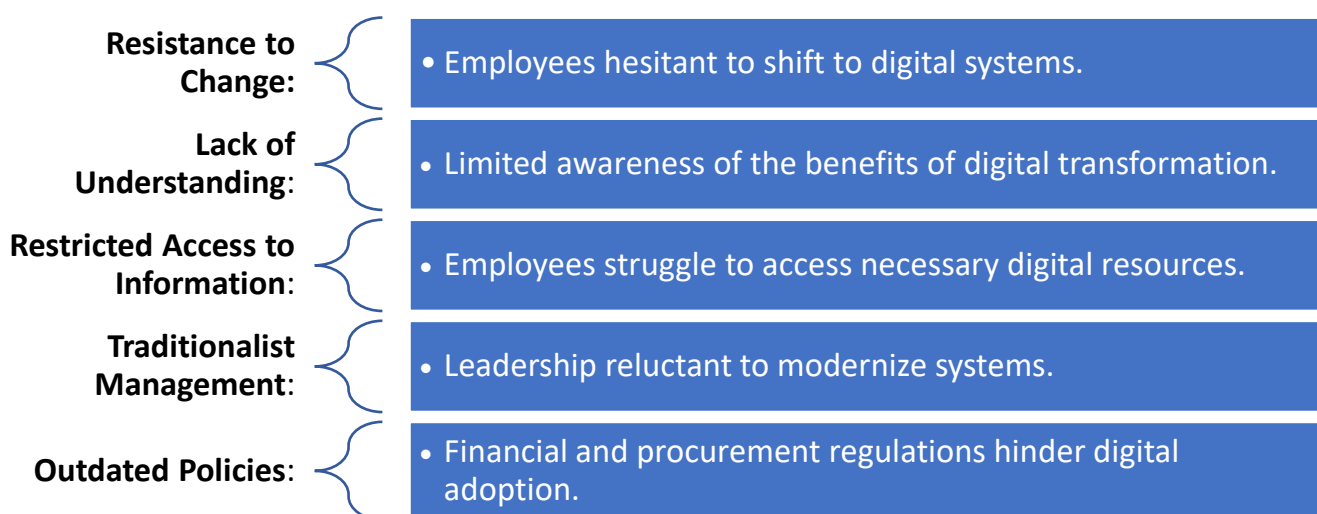 Resistance to
Change:
• Employees hesitant to shift to digital systems.
Lack of
Understanding:
• Limited awareness of the benefits of digital transformation.
Restricted Access to
Information:
• Employees struggle to access necessary digital resources.
Traditionalist
Management:
• Leadership reluctant to modernize systems.
Outdated Policies:
• Financial and procurement regulations hinder digital
adoption.